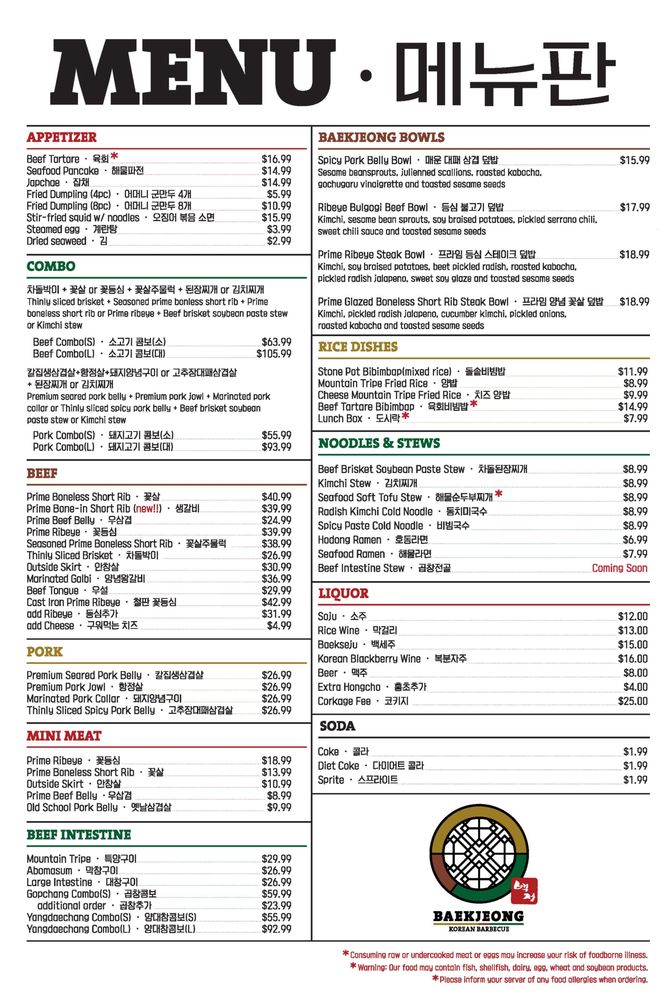 MENU · 메뉴판
APPETIZER
Beef Tartare · 육회* $16.99
Seafood Pancake · 해물파전 $14.99
Japchae · 잡채 $14.99
Fried Dumpling (4pc) · 어머니 군만두 4개 $5.99
Fried Dumpling (8pc) · 어머니 군만두 8개 $10.99
Stir-fried squid w/ noodles · 오징어 볶음 소면 $15.99
Steamed egg · 계란탕 $3.99
Dried seaweed · 김 $2.99
COMBO
차돌박이 + 꽃살 or 꽃등심 + 꽃살주물럭 + 된장찌개 or 김치찌개
Thinly sliced brisket + Seasoned prime bonless short rib + Prime
boneless short rib or Prime ribeye + Beef brisket soybean paste stew
or Kimchi stew
Beef Combo(S) · 소고기 콤보(소) $63.99
Beef Combo(L) · 소고기 콤보(대) $105.99
칼집생삼겹살+항정살+돼지양념구이 or 고추장대패삼겹살
+ 된장찌개 or 김치찌개
Premium seared pork belly + Premium pork jowl + Marinated pork
collar or Thinly sliced spicy pork belly + Beef brisket soybean
paste stew or Kimchi stew
Pork Combo(S) · 돼지고기 콤보(소) $55.99
Pork Combo(L) · 돼지고기 콤보(대) $93.99
BEEF
Prime Boneless Short Rib · 꽃살 $40.99
Prime Bone-in Short Rib (new!!) · 생갈비 $39.99
Prime Beef Belly · 우삼겹 $24.99
Prime Ribeye · 꽃등심 $39.99
Seasoned Prime Boneless Short Rib · 꽃살주물럭 $38.99
Thinly Sliced Brisket · 차돌박이 $26.99
Outside Skirt · 안창살 $30.99
Marinated Galbi · 양념왕갈비 $36.99
Beef Tongue · 우설 $29.99
Cast Iron Prime Ribeye · 철판 꽃등심 $42.99
add Ribeye · 등심추가 $31.99
add Cheese · 구워먹는 치즈 $4.99
PORK
Premium Seared Pork Belly · 칼집생삼겹살 $26.99
Premium Pork Jowl · 항정살 $26.99
Marinated Pork Collar · 돼지양념구이 $26.99
Thinly Sliced Spicy Pork Belly · 고추장대패삼겹살 $26.99
MINI MEAT
Prime Ribeye · 꽃등심 $18.99
Prime Boneless Short Rib · 꽃살 $13.99
Outside Skirt · 안창살 $10.99
Prime Beef Belly · 우삼겹 $8.99
Old School Pork Belly · 옛날삼겹살 $9.99
BEEF INTESTINE
Mountain Tripe · 특양구이 $29.99
Abomasum · 막창구이 $26.99
Large Intestine · 대창구이 $26.99
Gopchang Combo(S) · 곱창콤보 $59.99
additional order · 곱창추가 $23.99
Yangdaechang Combo(S) · 양대창콤보(S) $55.99
Yangdaechang Combo(L) · 양대창콤보(L) $92.99
BAEKJEONG BOWLS
Spicy Pork Belly Bowl · 매운 대패 삼겹 덮밥 $15.99
Sesame beansprouts, julienned scallions, roasted kabocha,
gochugaru vinaigrette and toasted sesame seeds
Ribeye Bulgogi Beef Bowl · 등심 불고기 덮밥 $17.99
Kimchi, sesame bean sprouts, soy braised potatoes, pickled serrano chili,
sweet chili sauce and toasted sesame seeds
Prime Ribeye Steak Bowl · 프라임 등심 스테이크 덮밥 $18.99
Kimchi, soy braised potatoes, beet pickled radish, roasted kabocha,
pickled radish jalapeno, sweet soy glaze and toasted sesame seeds
Prime Glazed Boneless Short Rib Steak Bowl · 프라임 양념 꽃살 덮밥 $18.99
Kimchi, pickled radish jalapeno, cucumber kimchi, pickled onions,
roasted kabocha and toasted sesame seeds
RICE DISHES
Stone Pot Bibimbap(mixed rice) · 돌솥비빔밥 $11.99
Mountain Tripe Fried Rice · 양밥 $8.99
Cheese Mountain Tripe Fried Rice · 치즈 양밥 $9.99
Beef Tartare Bibimbap · 육회비빔밥* $14.99
Lunch Box · 도시락* $7.99
NOODLES & STEWS
Beef Brisket Soybean Paste Stew · 차돌된장찌개 $8.99
Kimchi Stew · 김치찌개 $8.99
Seafood Soft Tofu Stew · 해물순두부찌개* $8.99
Radish Kimchi Cold Noodle · 동치미국수 $8.99
Spicy Paste Cold Noodle · 비빔국수 $8.99
Hodong Ramen · 호동라면 $6.99
Seafood Ramen · 해물라면 $7.99
Beef Intestine Stew · 곱창전골 Coming Soon
LIQUOR
Soju · 소주 $12.00
Rice Wine · 막걸리 $13.00
Baekseju · 백세주 $15.00
Korean Blackberry Wine · 복분자주 $16.00
Beer · 맥주 $8.00
Extra Hongcho · 홍초추가 $4.00
Corkage Fee · 코키지 $25.00
SODA
Coke · 콜라 $1.99
Diet Coke · 다이어트 콜라 $1.99
Sprite · 스프라이트 $1.99
백정
BAEKJEONG
KOREAN BARBECUE
*Consuming raw or undercooked meat or eggs may increase your risk of foodborne illness.
*Warning: Our food may contain fish, shellfish, dairy, egg, wheat and soybean products.
*Please inform your server of any food allergies when ordering.